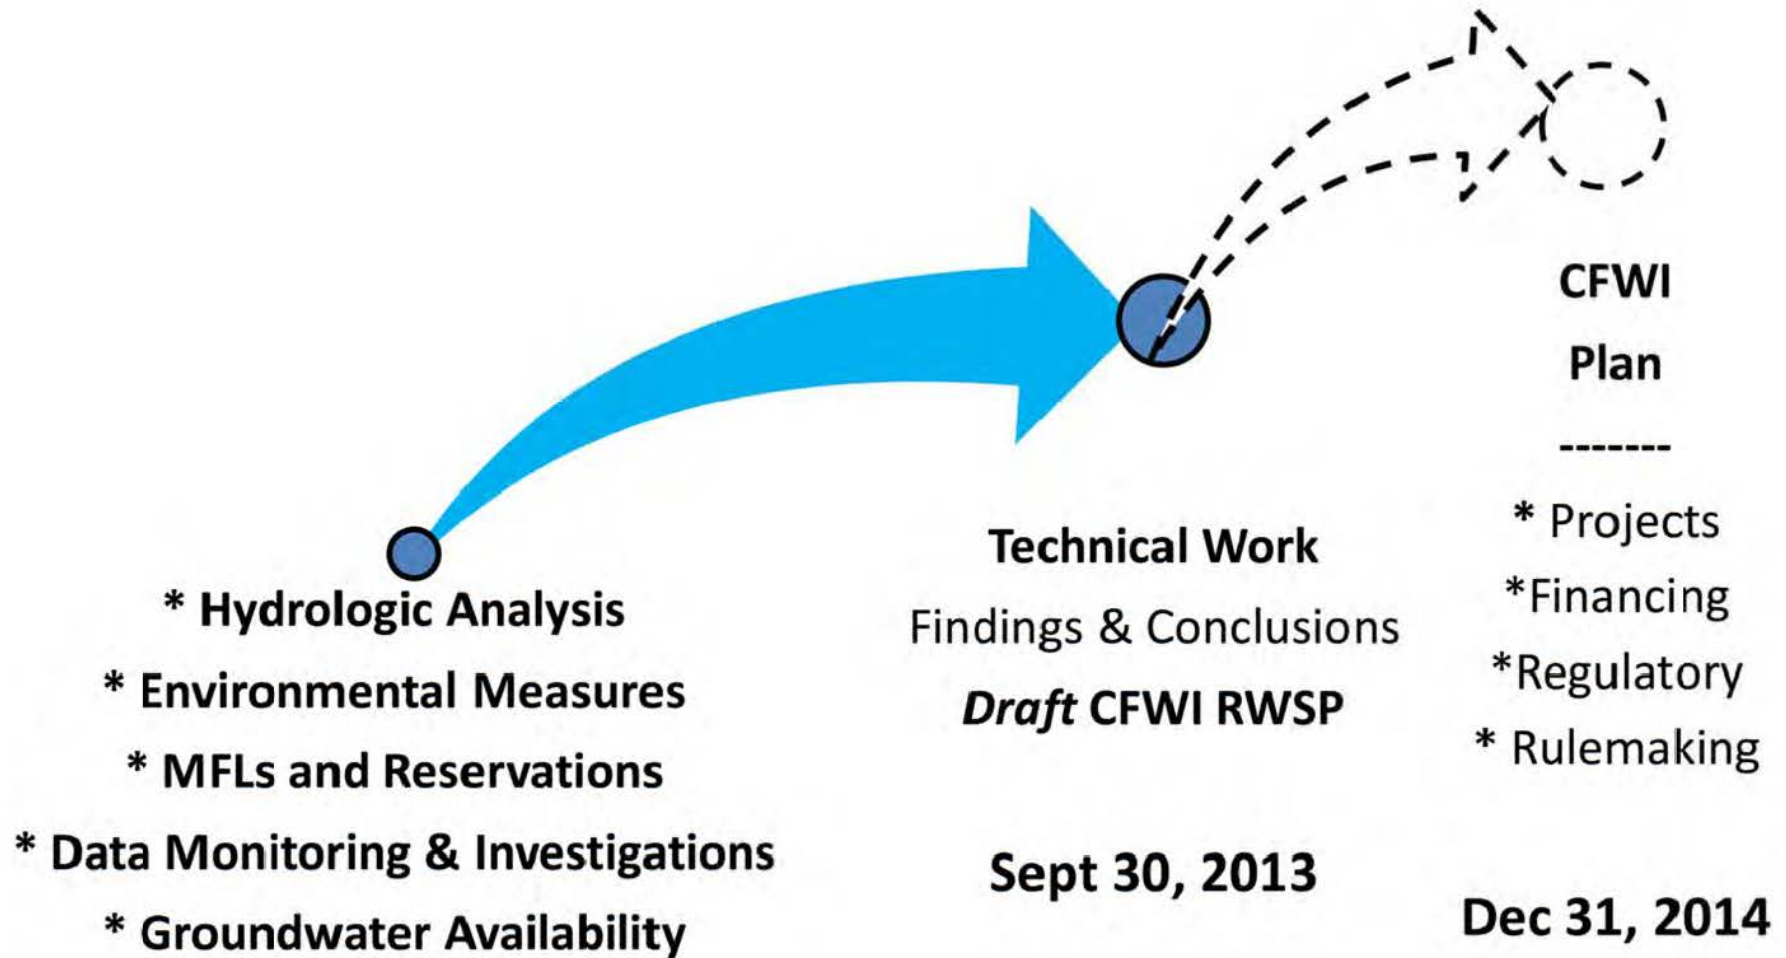 * Hydrologic Analysis
* Environmental Measures
* MFLs and Reservations
* Data Monitoring & Investigations
* Groundwater Availability
Technical Work
Findings & Conclusions
Draft CFWI RWSP
Sept 30, 2013
CFWI
Plan
-------
* Projects
*Financing
*Regulatory
* Rulemaking
Dec 31, 2014